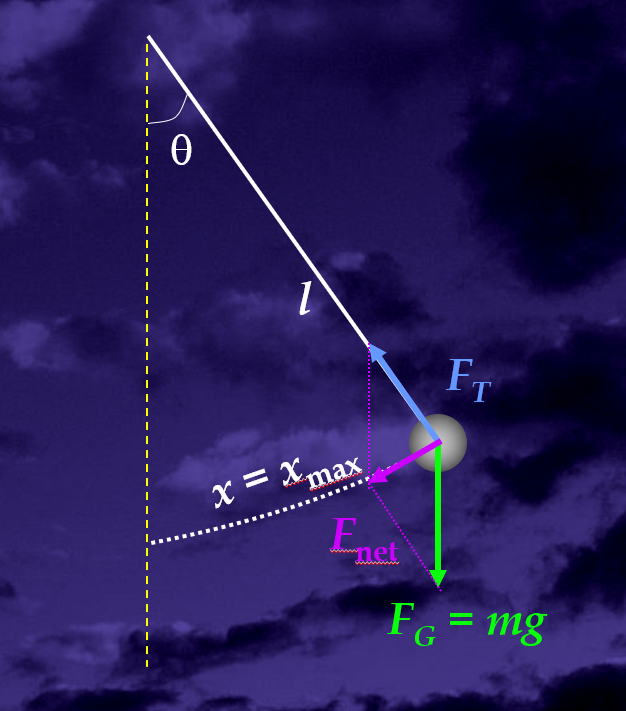 θ
l
F_T
x = x_max
F_net
F_G = mg